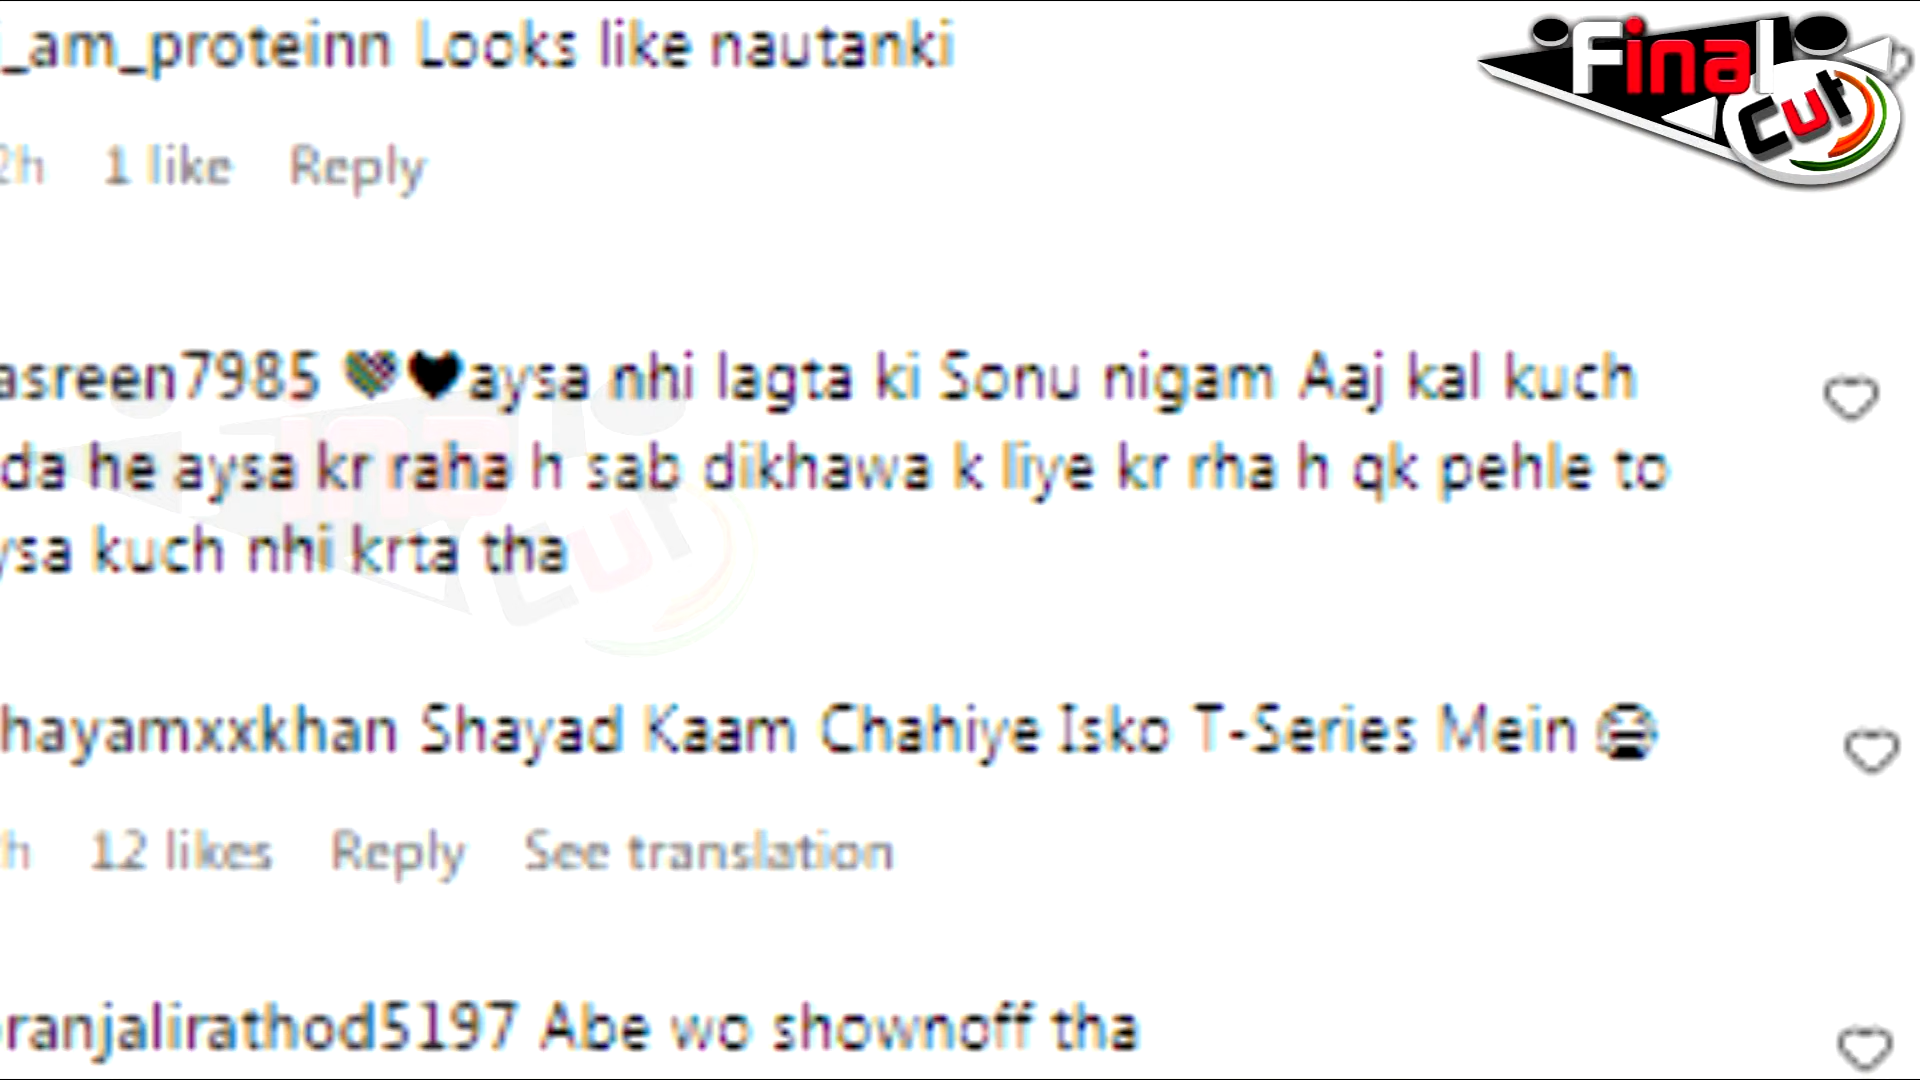 i_am_proteinn Looks like nautanki
2h 1 like Reply
asreen7985 aysa nhi lagta ki Sonu nigam Aaj kal kuch
da he aysa kr raha h sab dikhawa k liye kr rha h qk pehle to
ysa kuch nhi krta tha
hayamxxkhan Shayad Kaam Chahiye Isko T-Series Mein
h 12 likes Reply See translation
ranjalirathod5197 Abe wo shownoff tha
Final
Cut